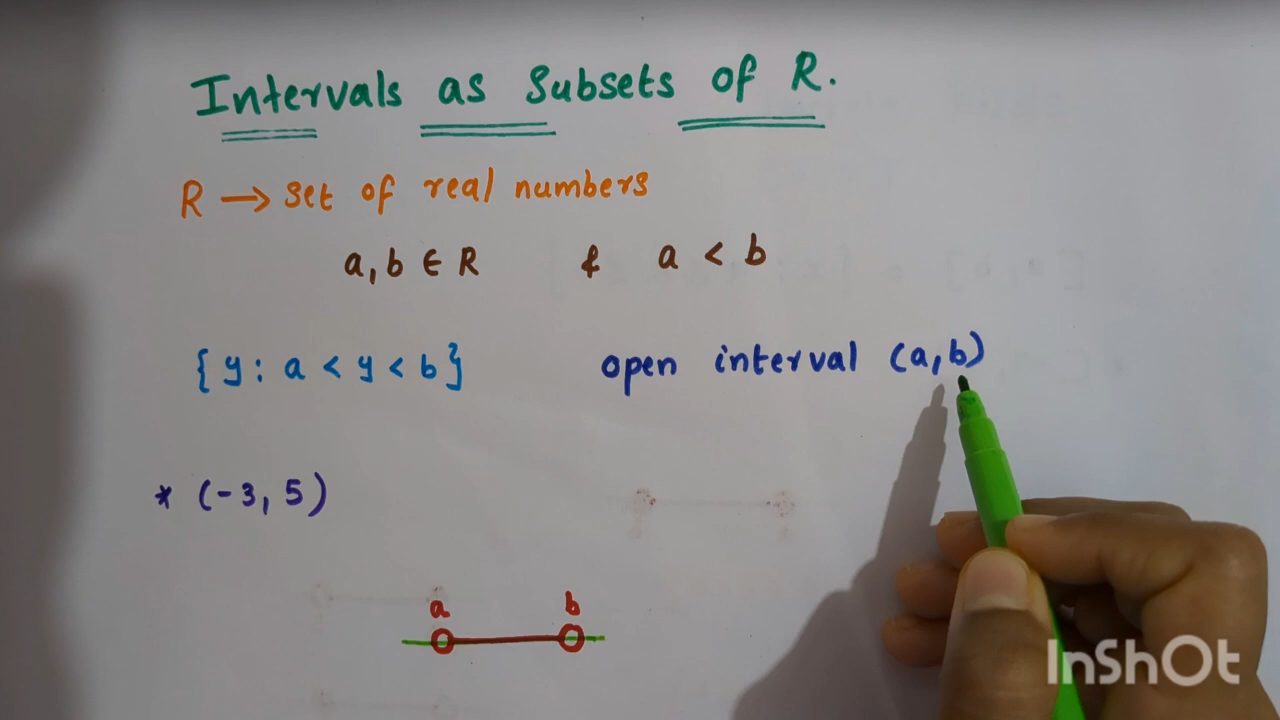 Intervals as Subsets of R.
R → set of real numbers
a, b ∈ R & a < b
{y : a < y < b} open interval (a,b)
* (-3, 5)
a b
InShOt